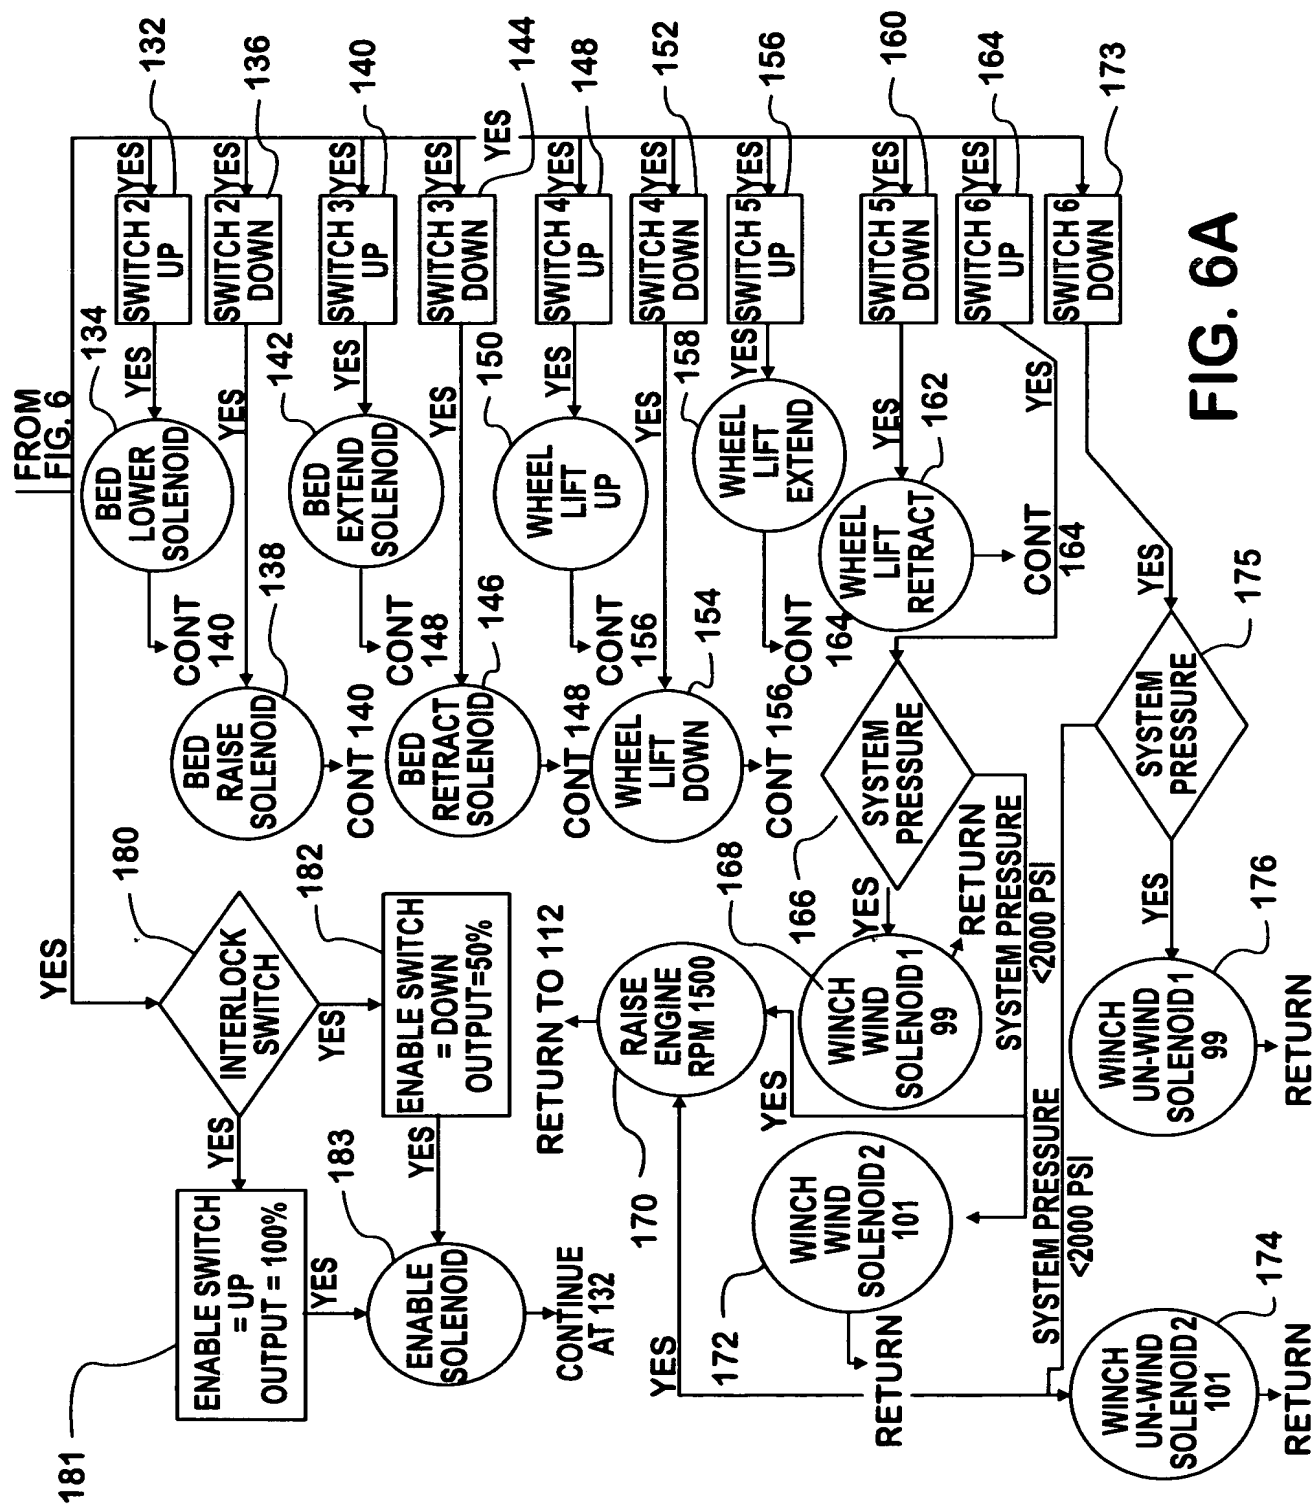 FROM
FIG. 6
YES
132
SWITCH 2
UP
YES
YES
134
BED
LOWER
SOLENOID
CONT
140
136
SWITCH 2
DOWN
YES
YES
138
BED
RAISE
SOLENOID
CONT 140
140
SWITCH 3
UP
YES
YES
142
BED
EXTEND
SOLENOID
CONT
148
144
SWITCH 3
DOWN
YES
YES
146
BED
RETRACT
SOLENOID
CONT 148
YES
148
SWITCH 4
UP
YES
YES
150
WHEEL
LIFT
UP
CONT
156
152
SWITCH 4
DOWN
YES
YES
154
WHEEL
LIFT
DOWN
CONT 156
156
SWITCH 5
UP
YES
YES
158
WHEEL
LIFT
EXTEND
CONT
164
160
SWITCH 5
DOWN
YES
YES
162
WHEEL
LIFT
RETRACT
CONT
164
164
SWITCH 6
UP
YES
YES
173
SWITCH 6
DOWN
YES
180
INTERLOCK
SWITCH
YES
YES
182
ENABLE SWITCH
= DOWN
OUTPUT=50%
YES
181
ENABLE SWITCH
= UP
OUTPUT = 100%
YES
183
ENABLE
SOLENOID
CONTINUE
AT 132
166
SYSTEM
PRESSURE
YES
168
WINCH
WIND
SOLENOID1
99
RETURN
SYSTEM PRESSURE
<2000 PSI
RETURN TO 112
170
RAISE
ENGINE
RPM 1500
YES
YES
172
WINCH
WIND
SOLENOID2
101
RETURN
175
SYSTEM
PRESSURE
YES
176
WINCH
UN-WIND
SOLENOID1
99
RETURN
SYSTEM PRESSURE
<2000 PSI
174
WINCH
UN-WIND
SOLENOID2
101
RETURN
FIG. 6A